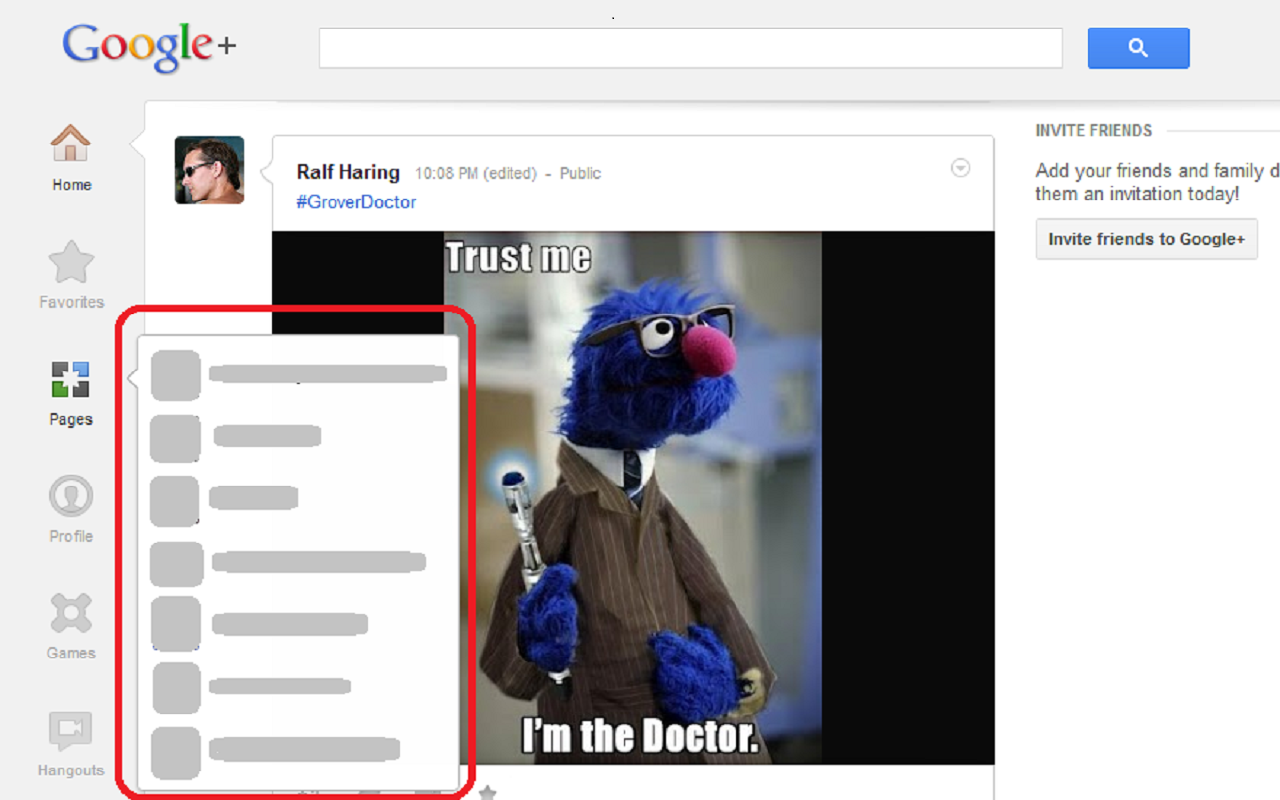 Google+
Home
Favorites
Pages
Profile
Games
Hangouts
Ralf Haring 10:08 PM (edited) - Public
#GroverDoctor
Trust me
I'm the Doctor.
INVITE FRIENDS
Add your friends and family d
them an invitation today!
Invite friends to Google+